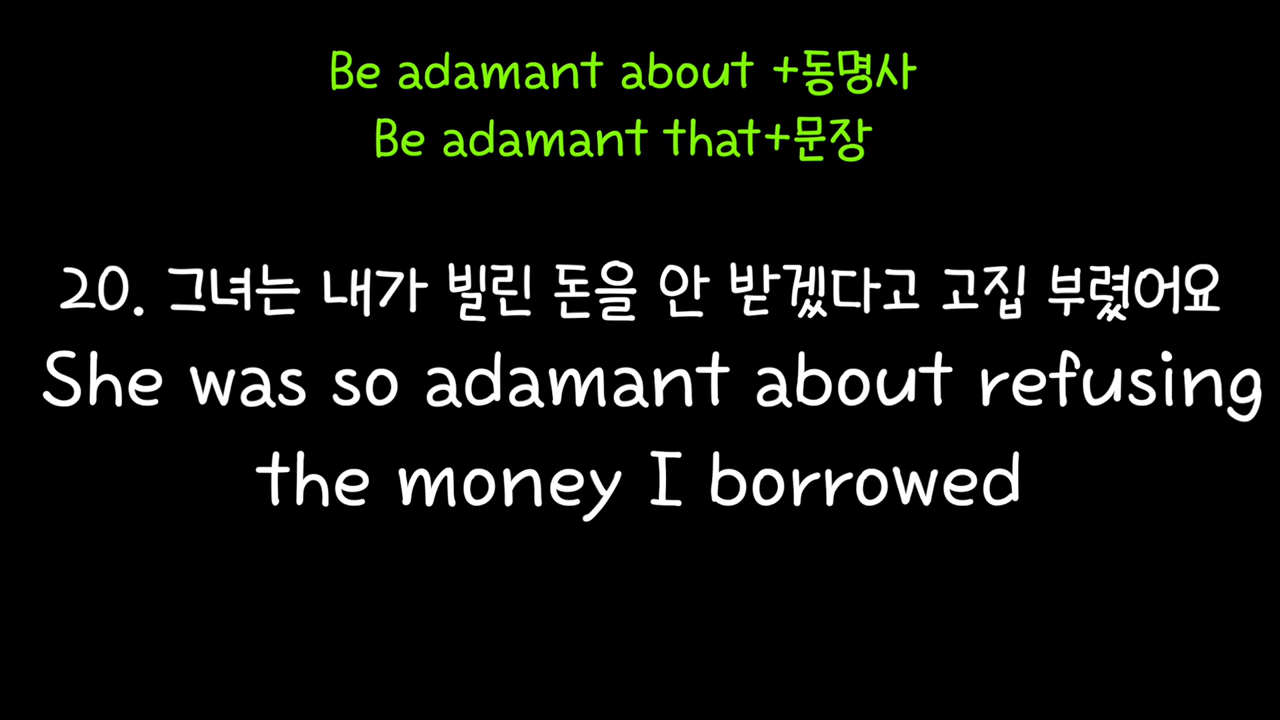 Be adamant about +동명사
Be adamant that+문장
20. 그녀는 내가 빌린 돈을 안 받겠다고 고집 부렸어요
She was so adamant about refusing
the money I borrowed